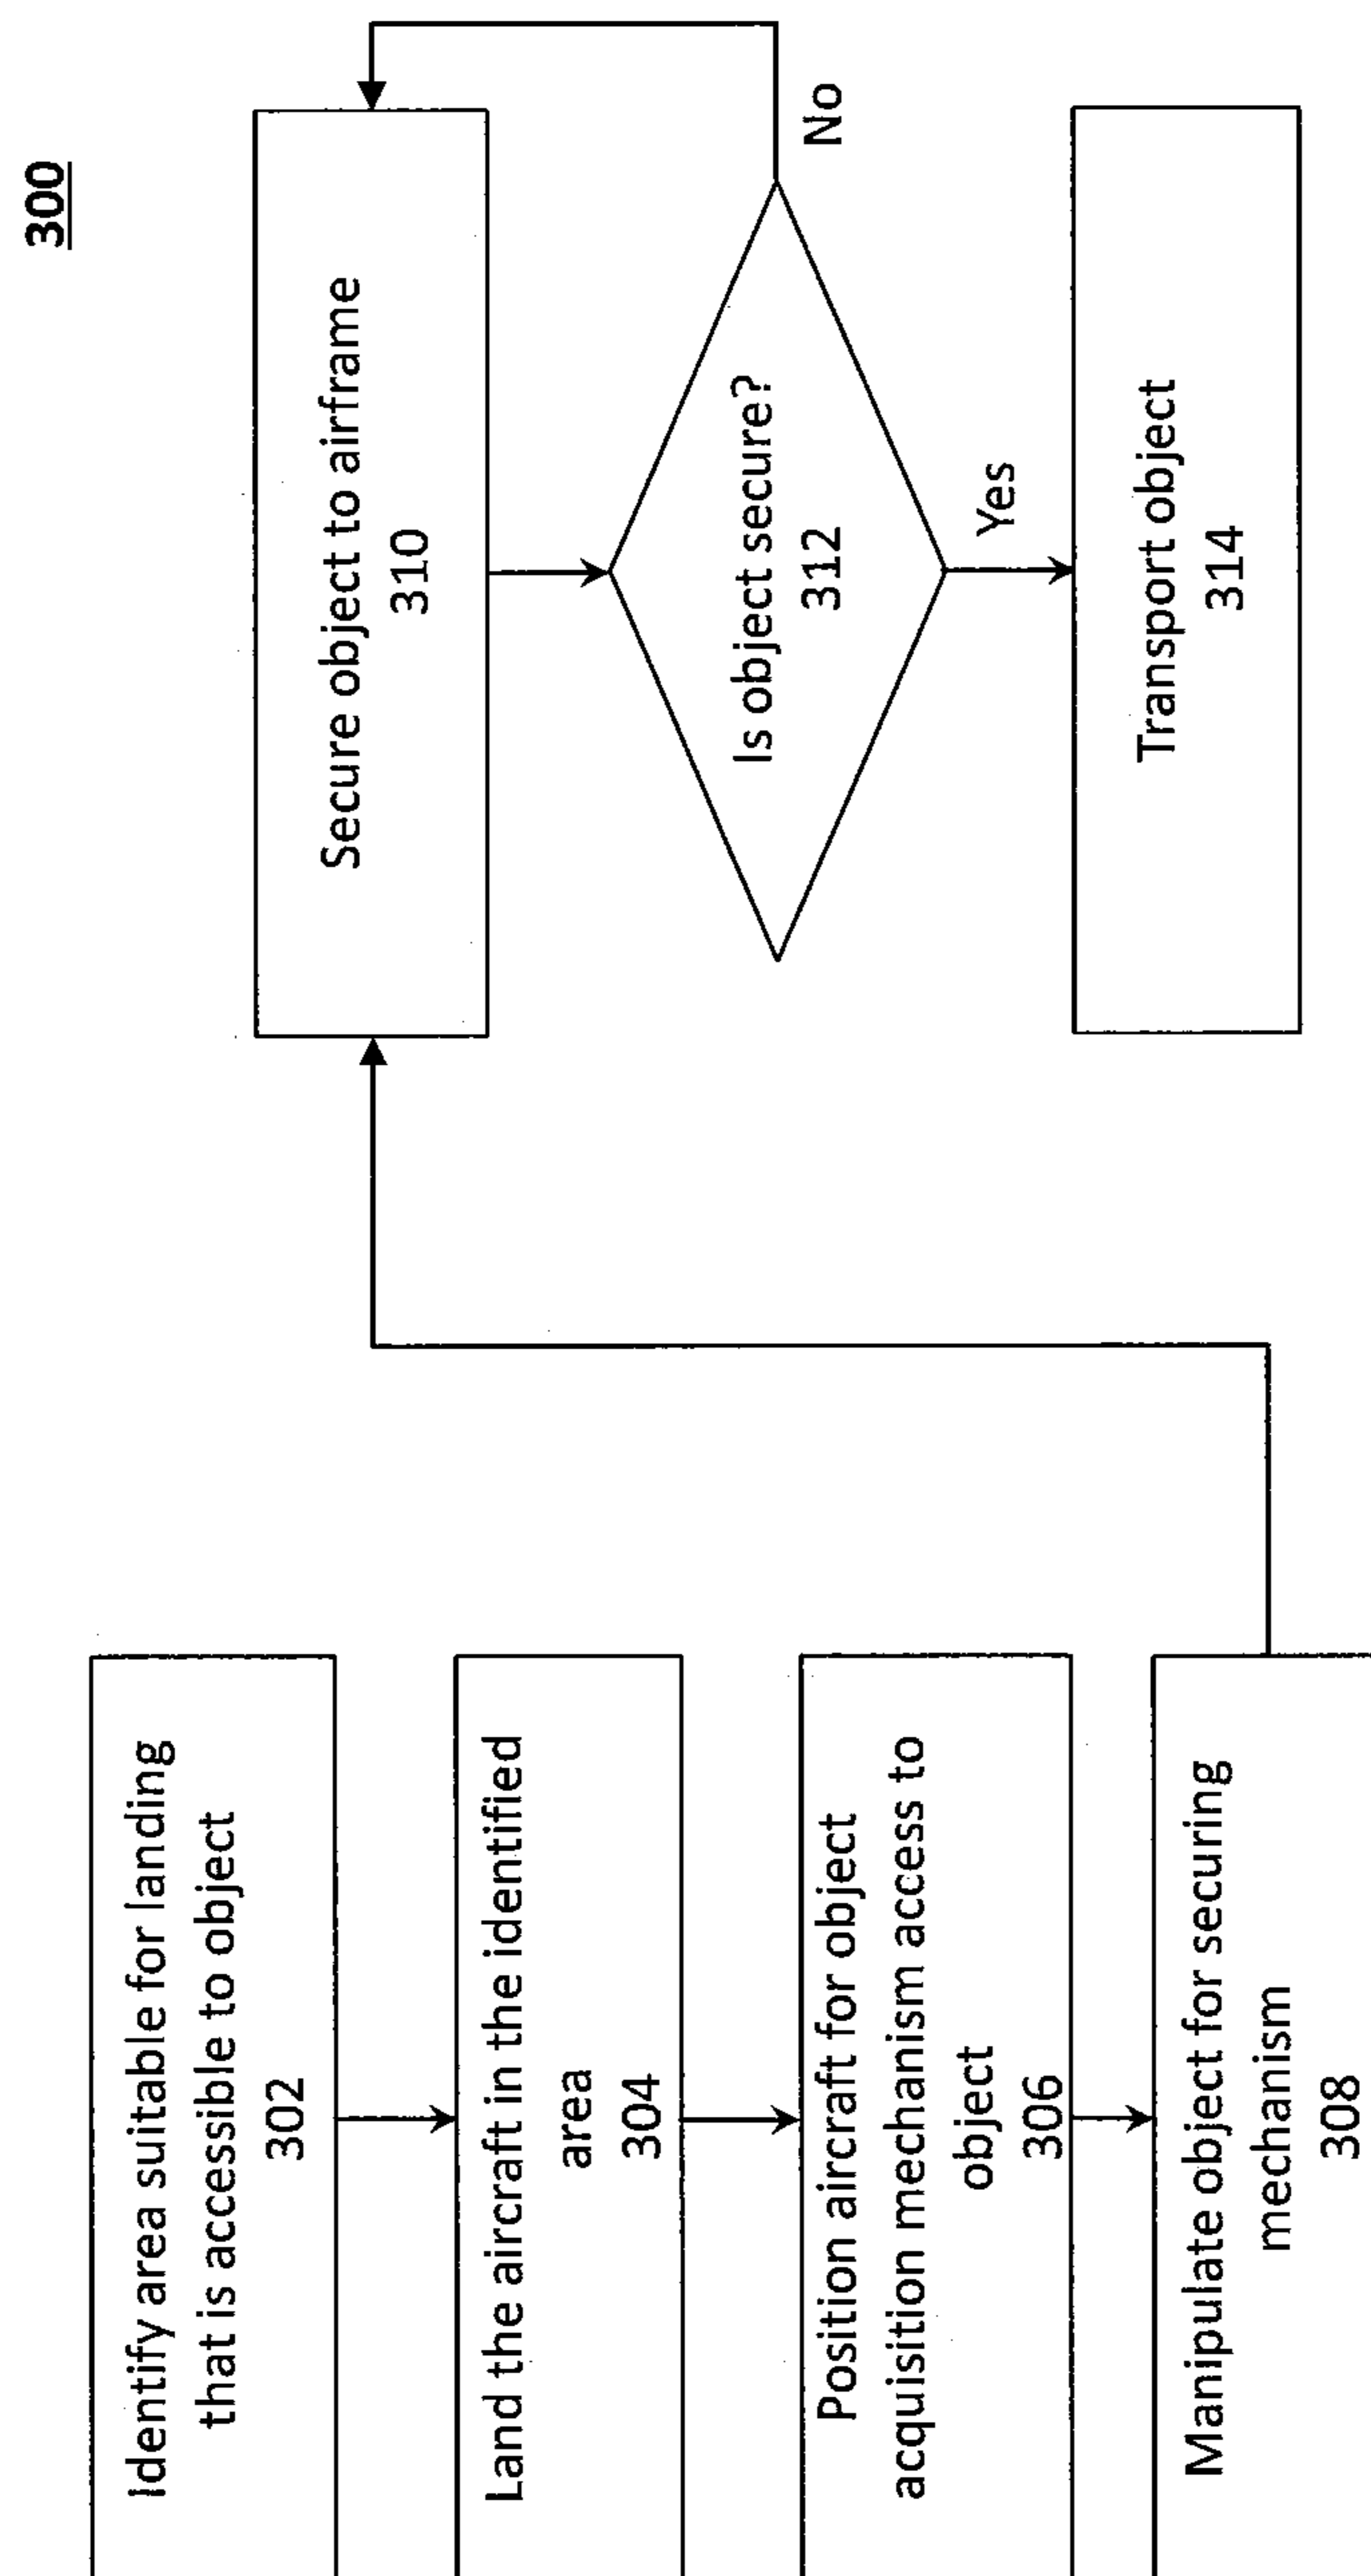 300
Identify area suitable for landing
that is accessible to object
302
Land the aircraft in the identified
area
304
Position aircraft for object
acquisition mechanism access to
object
306
Manipulate object for securing
mechanism
308
Secure object to airframe
310
Is object secure?
312
No
Yes
Transport object
314